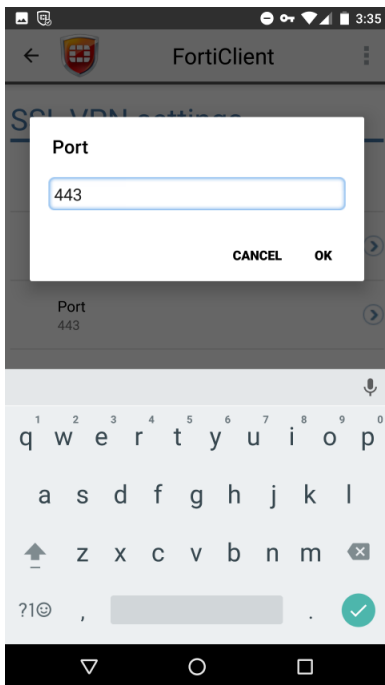 3:35
FortiClient
SSL VPN settings
Port
443
CANCEL OK
Port
443
1 2 3 4 5 6 7 8 9 0
q w e r t y u i o p
a s d f g h j k l
z x c v b n m
?1☺ , .